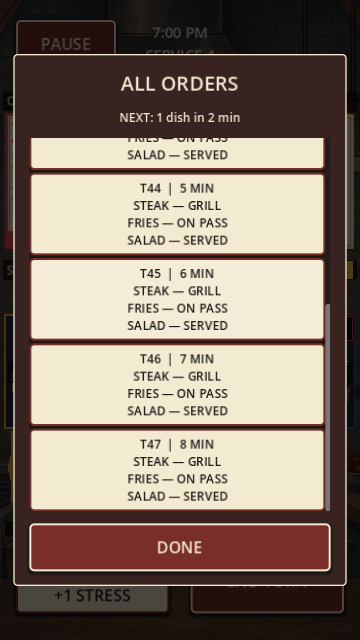 PAUSE
7:00 PM
ALL ORDERS
NEXT: 1 dish in 2 min
FRIES — ON PASS
SALAD — SERVED
T44 | 5 MIN
STEAK — GRILL
FRIES — ON PASS
SALAD — SERVED
T45 | 6 MIN
STEAK — GRILL
FRIES — ON PASS
SALAD — SERVED
T46 | 7 MIN
STEAK — GRILL
FRIES — ON PASS
SALAD — SERVED
T47 | 8 MIN
STEAK — GRILL
FRIES — ON PASS
SALAD — SERVED
DONE
+1 STRESS